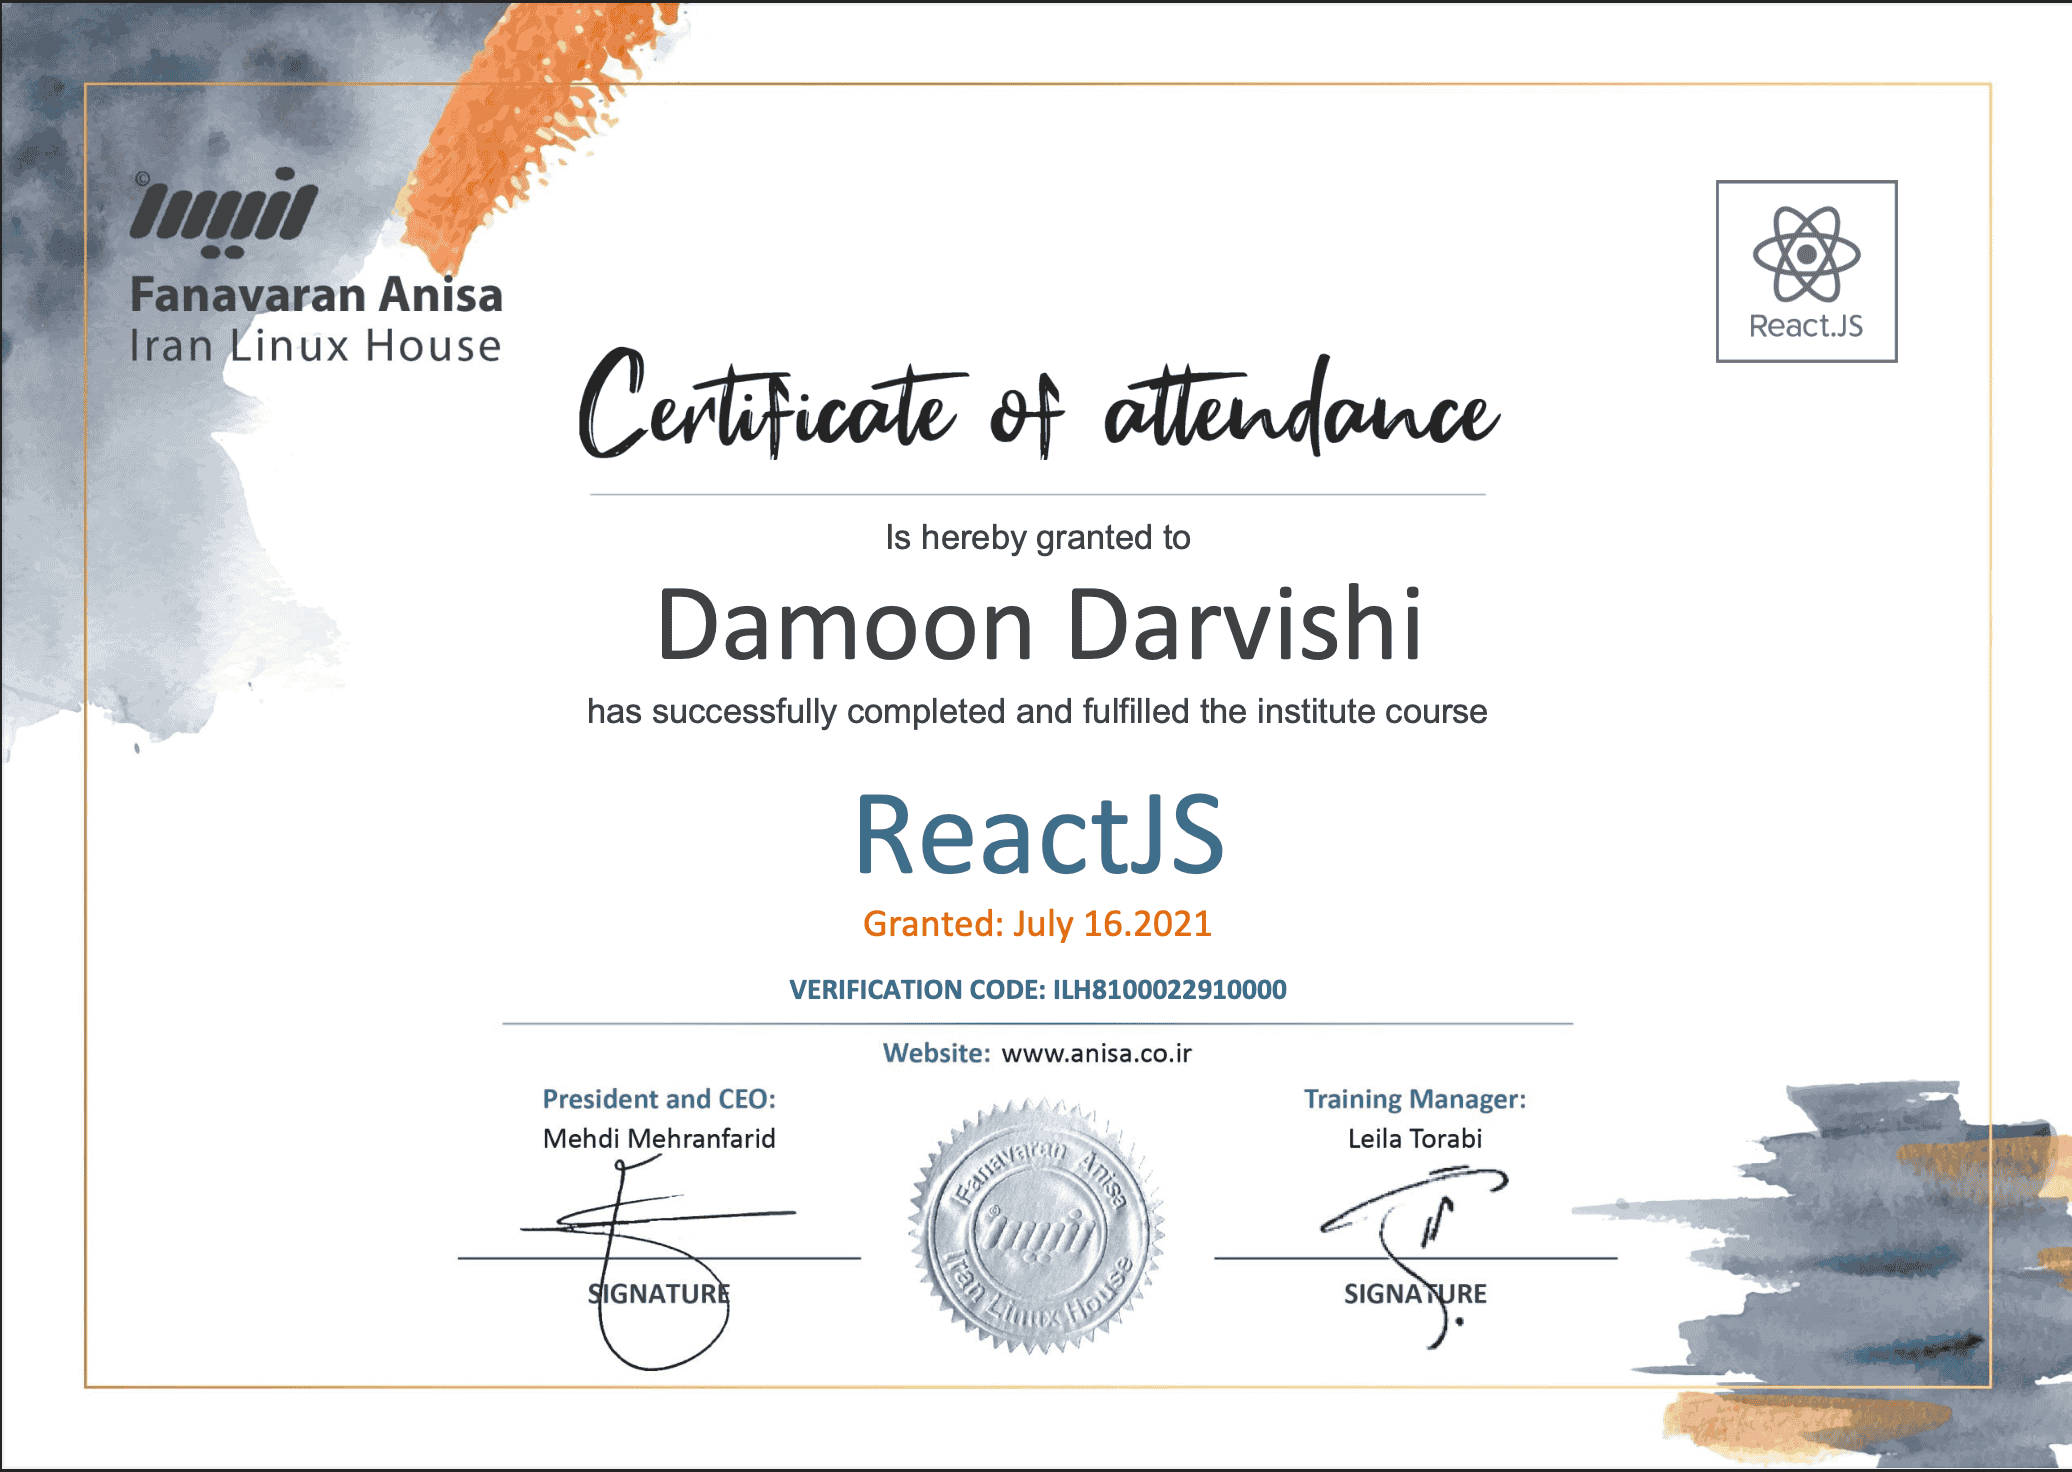 ©
انیسا
Fanavaran Anisa
Iran Linux House
React.JS
Certificate of attendance
Is hereby granted to
Damoon Darvishi
has successfully completed and fulfilled the institute course
ReactJS
Granted: July 16.2021
VERIFICATION CODE: ILH8100022910000
Website: www.anisa.co.ir
President and CEO:
Mehdi Mehranfarid
SIGNATURE
Fanavaran Anisa
©
انیسا
Iran Linux House
Training Manager:
Leila Torabi
SIGNATURE